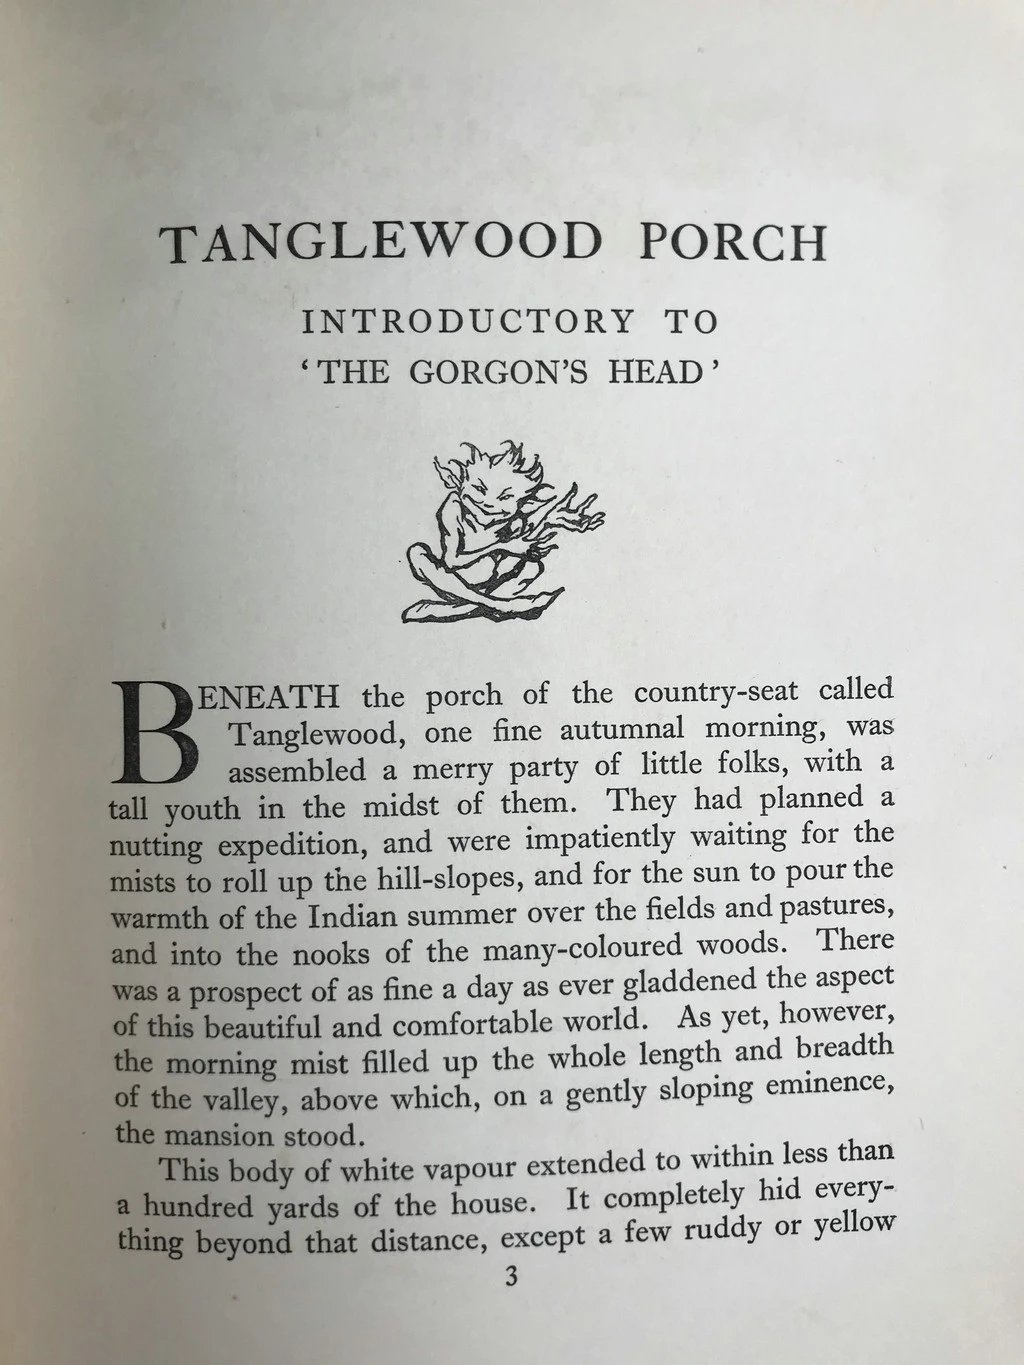 TANGLEWOOD PORCH
INTRODUCTORY TO
‘THE GORGON'S HEAD’
BENEATH the porch of the country-seat called
Tanglewood, one fine autumnal morning, was
assembled a merry party of little folks, with a
tall youth in the midst of them. They had planned a
nutting expedition, and were impatiently waiting for the
mists to roll up the hill-slopes, and for the sun to pour the
warmth of the Indian summer over the fields and pastures,
and into the nooks of the many-coloured woods. There
was a prospect of as fine a day as ever gladdened the aspect
of this beautiful and comfortable world. As yet, however,
the morning mist filled up the whole length and breadth
of the valley, above which, on a gently sloping eminence,
the mansion stood.
This body of white vapour extended to within less than
a hundred yards of the house. It completely hid every-
thing beyond that distance, except a few ruddy or yellow
3